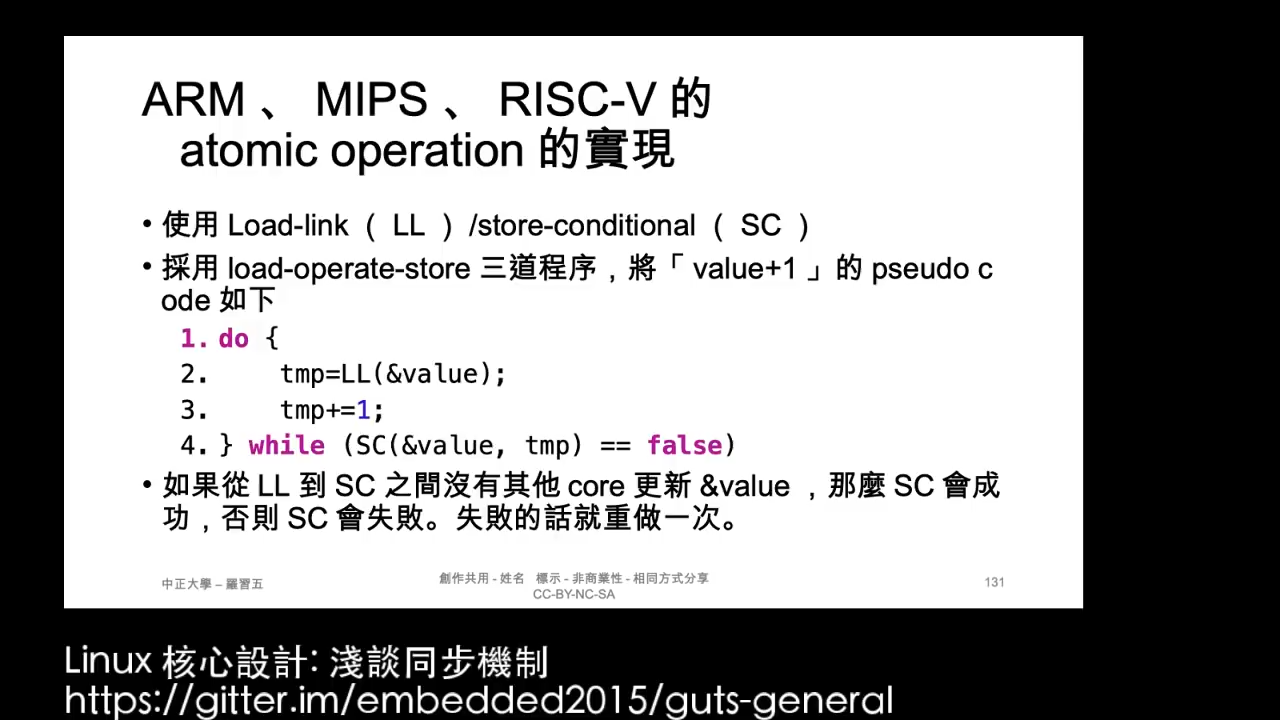 ARM 、 MIPS 、 RISC-V 的
atomic operation 的實現
• 使用 Load-link （ LL ） /store-conditional （ SC ）
• 採用 load-operate-store 三道程序，將「 value+1 」的 pseudo c
ode 如下
1. do {
2. tmp=LL(&value);
3. tmp+=1;
4. } while (SC(&value, tmp) == false)
• 如果從 LL 到 SC 之間沒有其他 core 更新 &value ，那麼 SC 會成
功，否則 SC 會失敗。失敗的話就重做一次。
中正大學 – 羅習五
創作共用 - 姓名 標示 - 非商業性 - 相同方式分享
CC-BY-NC-SA
131
Linux 核心設計: 淺談同步機制
https://gitter.im/embedded2015/guts-general